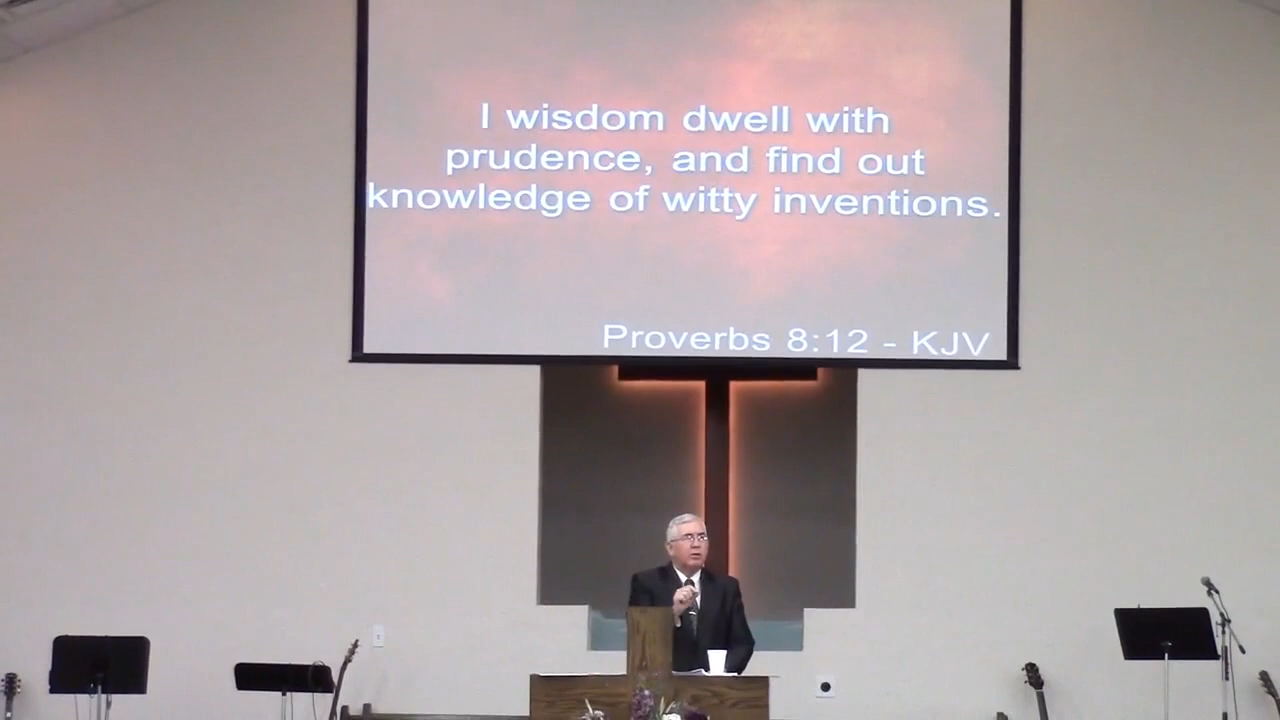 I wisdom dwell with
prudence, and find out
knowledge of witty inventions.
Proverbs 8:12 - KJV